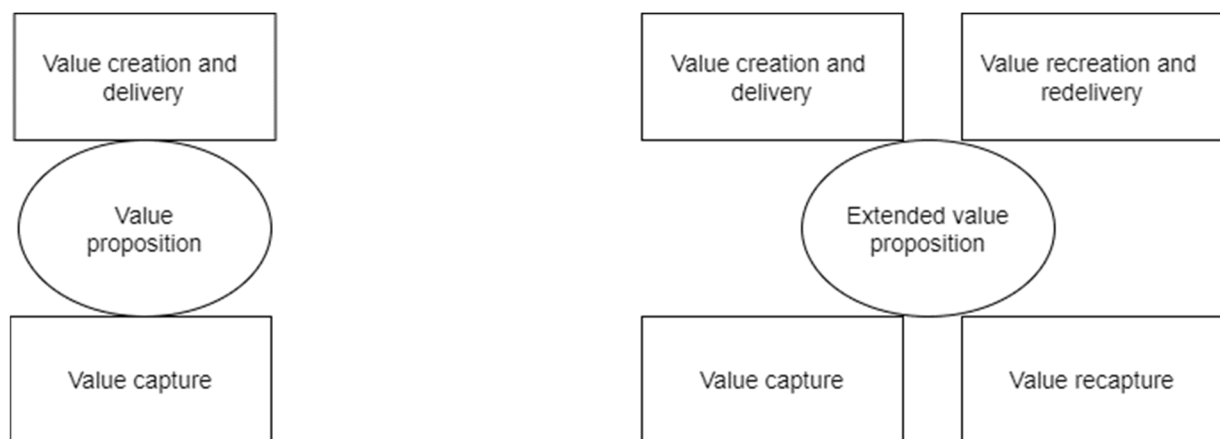 Value creation and
delivery
Value
proposition
Value capture
Value creation and
delivery
Value recreation and
redelivery
Extended value
proposition
Value capture
Value recapture